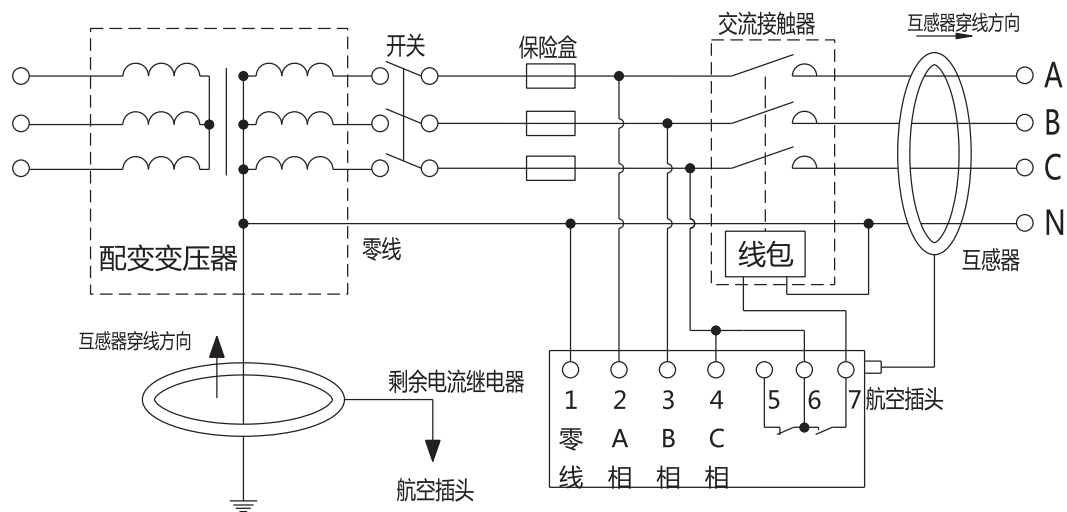 交流接触器
互感器穿线方向
开关
保险盒
A
B
C
N
零线
配变变压器
线包
互感器
互感器穿线方向
剩余电流继电器
航空插头
航空插头
1 2 3 4 5 6 7
零 A B C
线 相 相 相